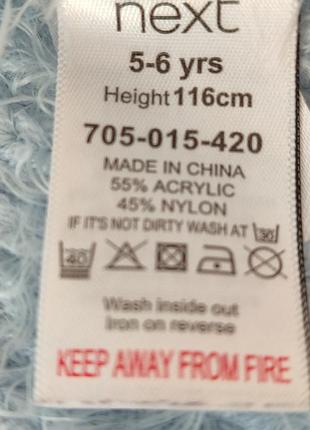 next
5-6 yrs
Height 116cm
705-015-420
MADE IN CHINA
55% ACRYLIC
45% NYLON
IF IT'S NOT DIRTY WASH AT 30
40
Wash inside out
Iron on reverse
KEEP AWAY FROM FIRE